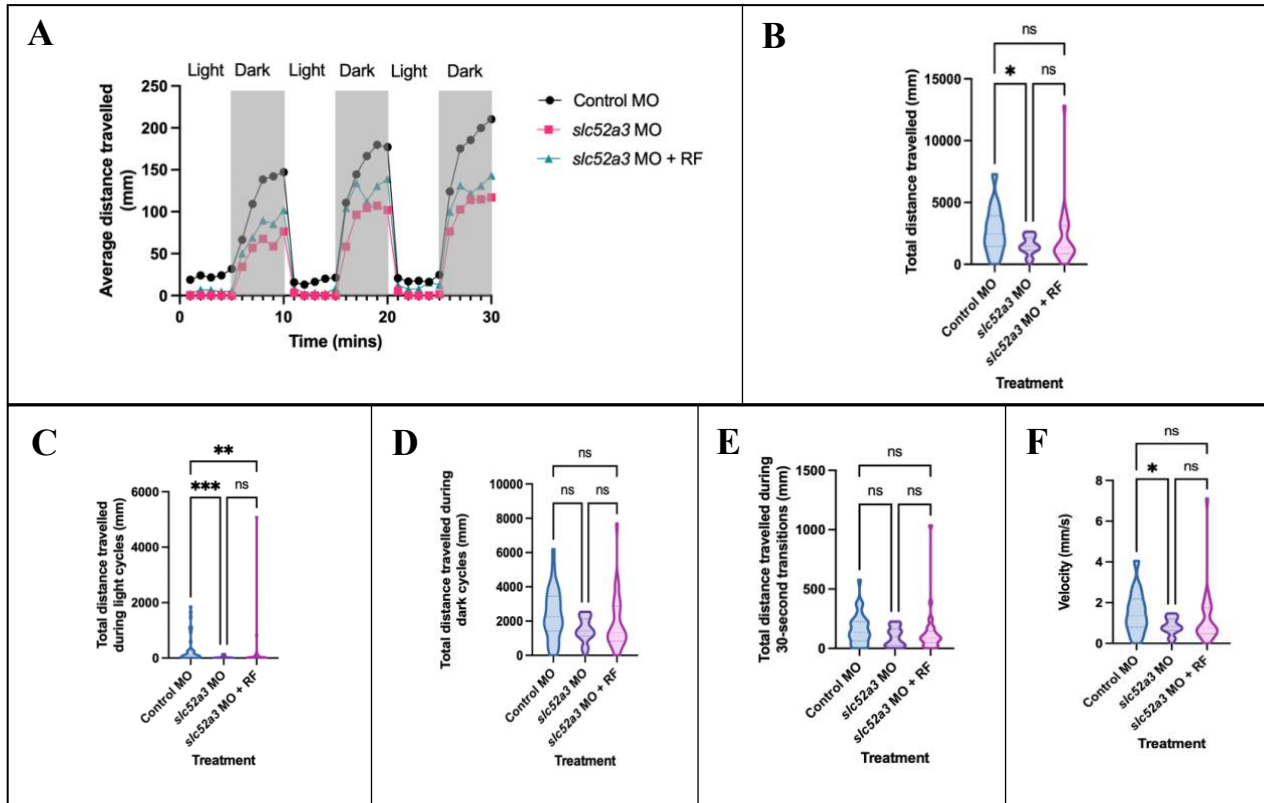 A
Light Dark Light Dark Light Dark
Average distance travelled
(mm)
250
200
150
100
50
0
0 10 20 30
Time (mins)
Control MO
slc52a3 MO
slc52a3 MO + RF
B
ns
* ns
Total distance travelled (mm)
15000
10000
5000
0
Control MO
slc52a3 MO
slc52a3 MO + RF
Treatment
C
**
*** ns
Total distance travelled
during light cycles (mm)
6000
4000
2000
0
Control MO
slc52a3 MO
slc52a3 MO + RF
Treatment
D
ns
ns ns
Total distance travelled during
dark cycles (mm)
10000
8000
6000
4000
2000
0
Control MO
slc52a3 MO
slc52a3 MO + RF
Treatment
E
ns
ns ns
Total distance travelled during
30-second transitions (mm)
1500
1000
500
0
Control MO
slc52a3 MO
slc52a3 MO + RF
Treatment
F
ns
* ns
Velocity (mm/s)
8
6
4
2
0
Control MO
slc52a3 MO
slc52a3 MO + RF
Treatment